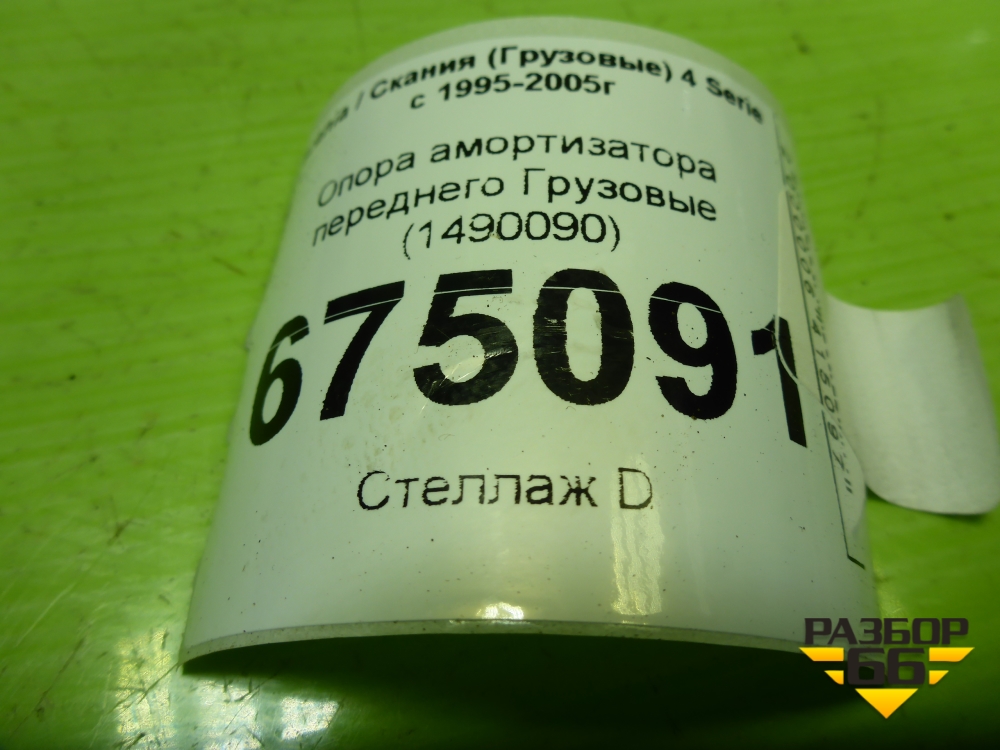 / Скания (Грузовые) 4 Serie
с 1995-2005г
Опора амортизатора
переднего Грузовые
(1490090)
675091
Стеллаж D
РАЗБОР
66